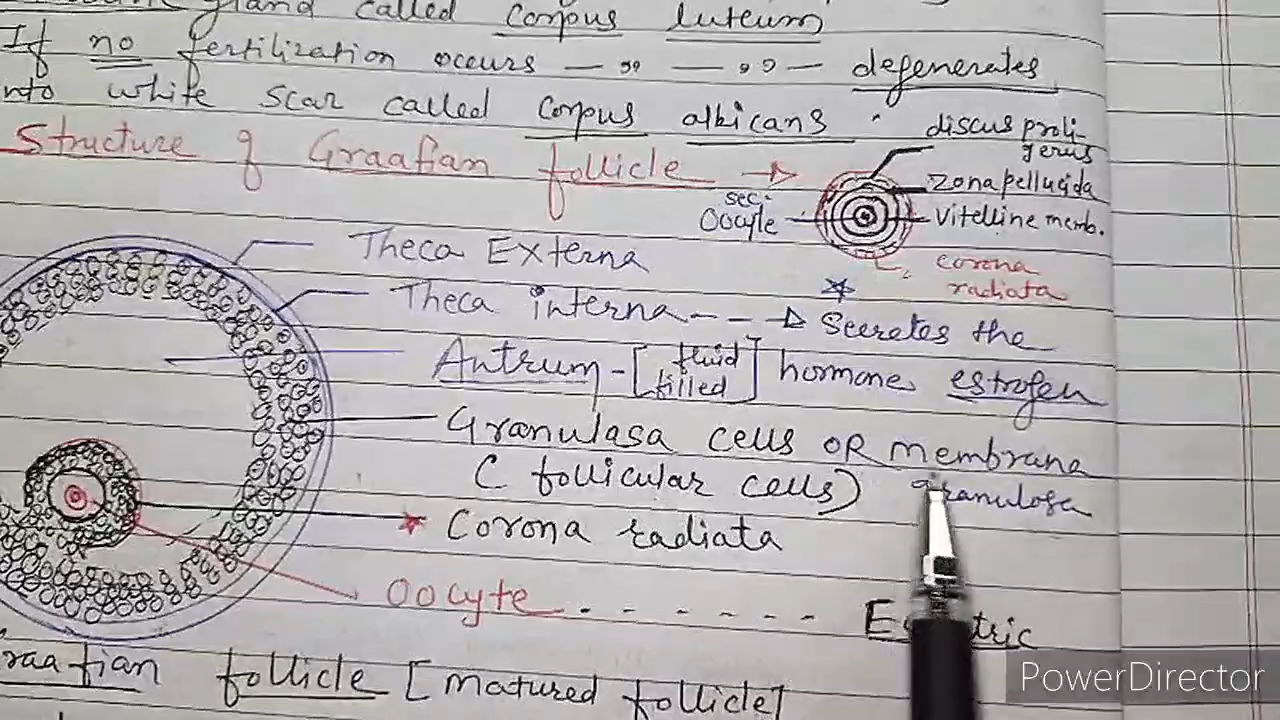 gland called corpus luteum
If no fertilization occurs — " — " — degenerates
into white scar called corpus albicans.
Structure of Graafian follicle →
discus proli-
gerus
zona pellucida
sec.
Oocyte
Vitelline memb.
corona
radiata
Theca Externa
Theca interna - - - → Secretes the
Antrum - [fluid filled] hormone estrogen
Granulasa cells OR membrana
( follicular cells) granulosa
Corona radiata
Oocyte - - - - - - -
Graafian follicle [matured follicle]
PowerDirector